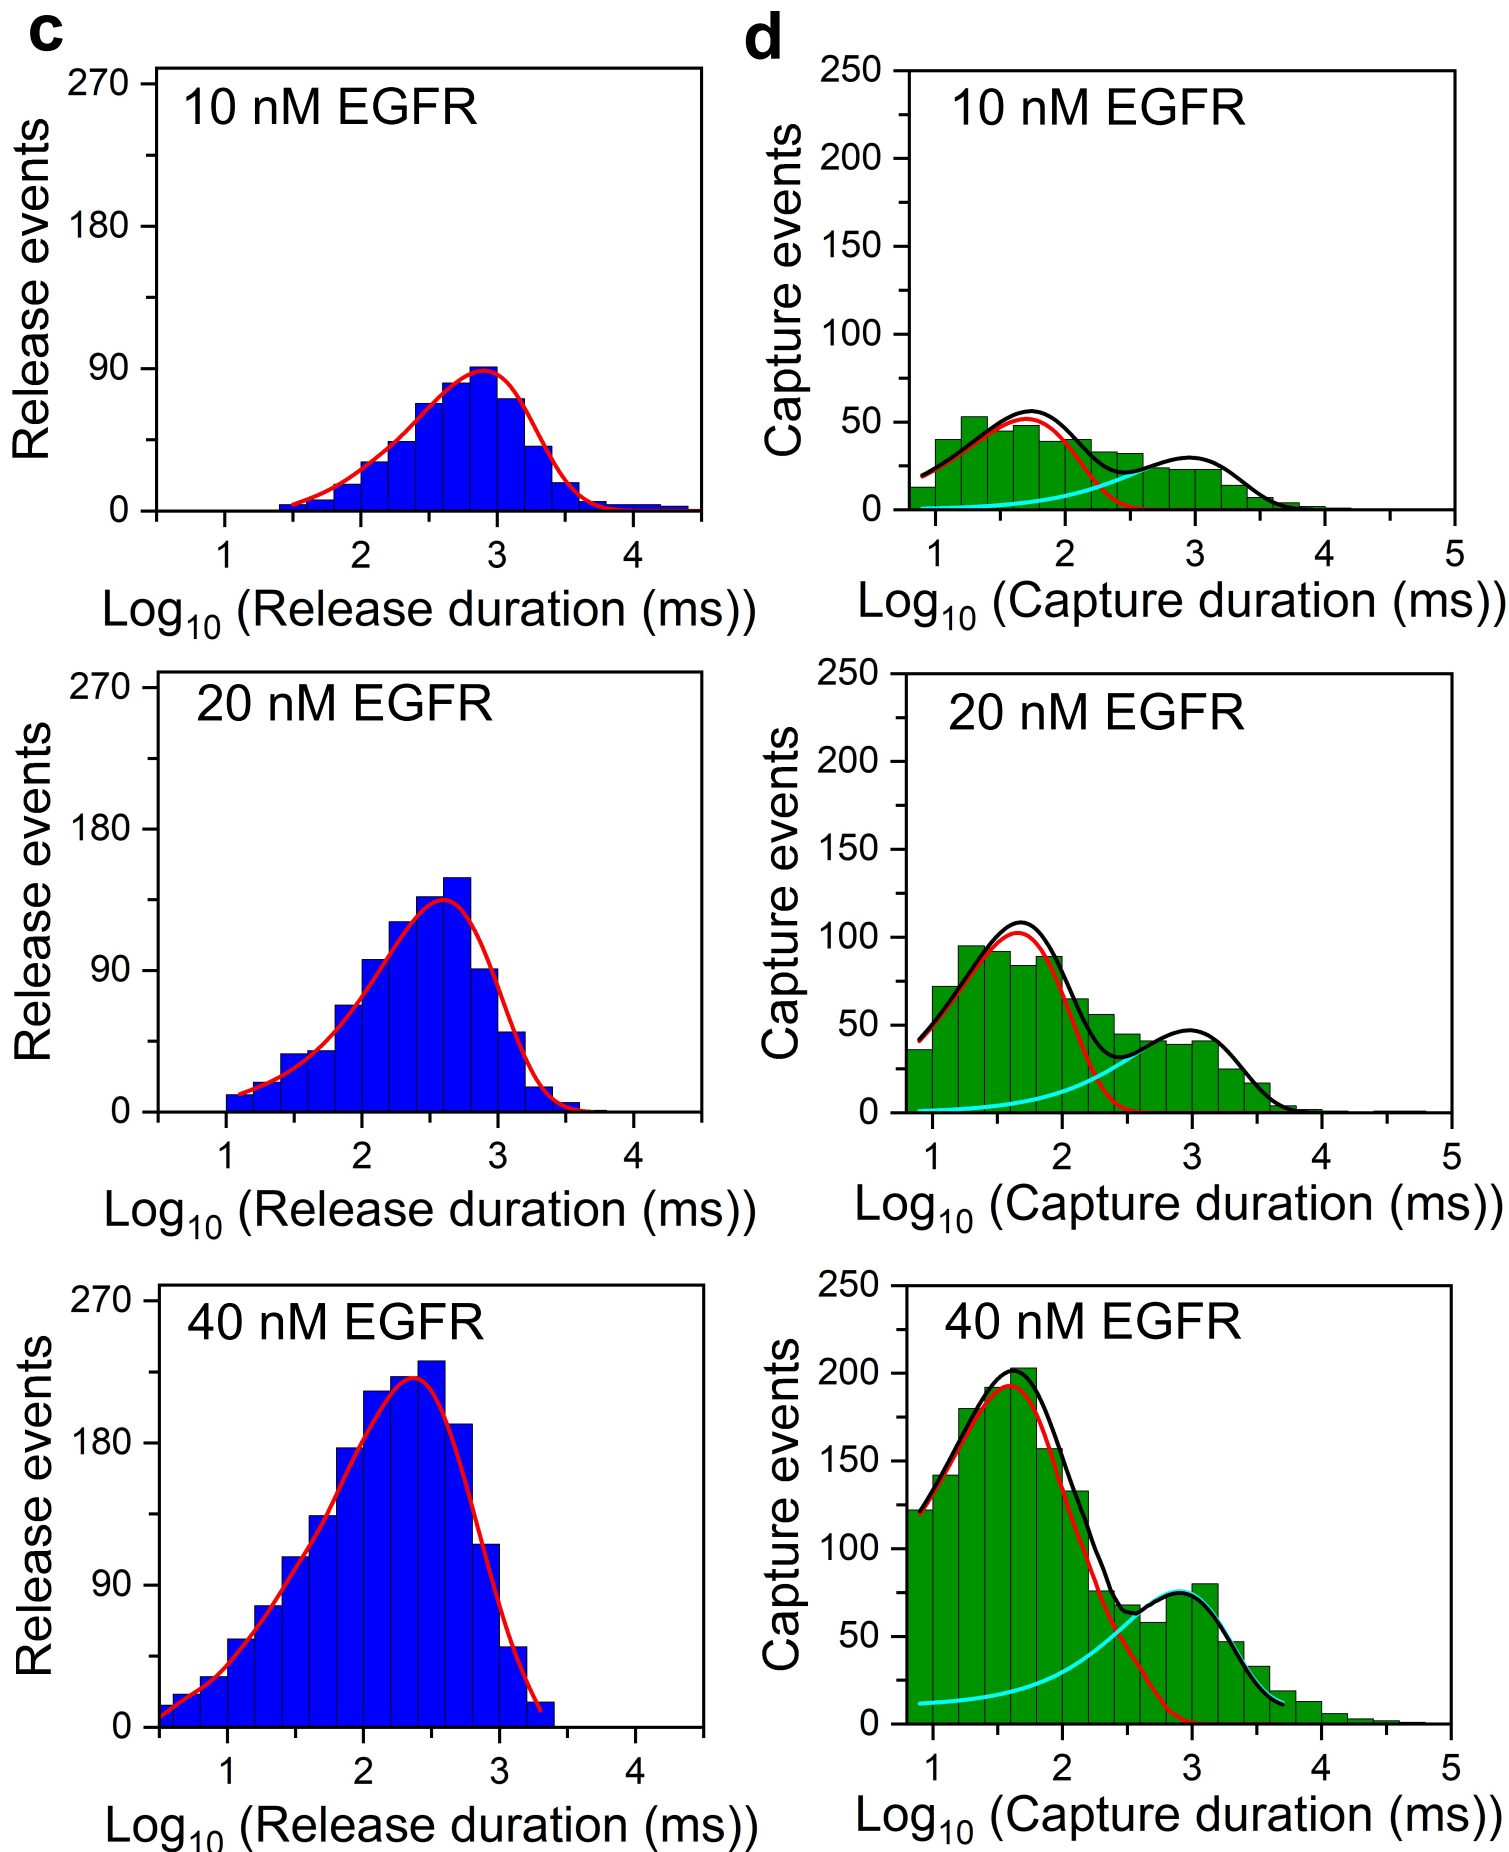 c
270
180
90
0
Release events
10 nM EGFR
1 2 3 4
Log10 (Release duration (ms))
d
250
200
150
100
50
0
Capture events
10 nM EGFR
1 2 3 4 5
Log10 (Capture duration (ms))
270
180
90
0
Release events
20 nM EGFR
1 2 3 4
Log10 (Release duration (ms))
250
200
150
100
50
0
Capture events
20 nM EGFR
1 2 3 4 5
Log10 (Capture duration (ms))
270
180
90
0
Release events
40 nM EGFR
1 2 3 4
Log10 (Release duration (ms))
250
200
150
100
50
0
Capture events
40 nM EGFR
1 2 3 4 5
Log10 (Capture duration (ms))